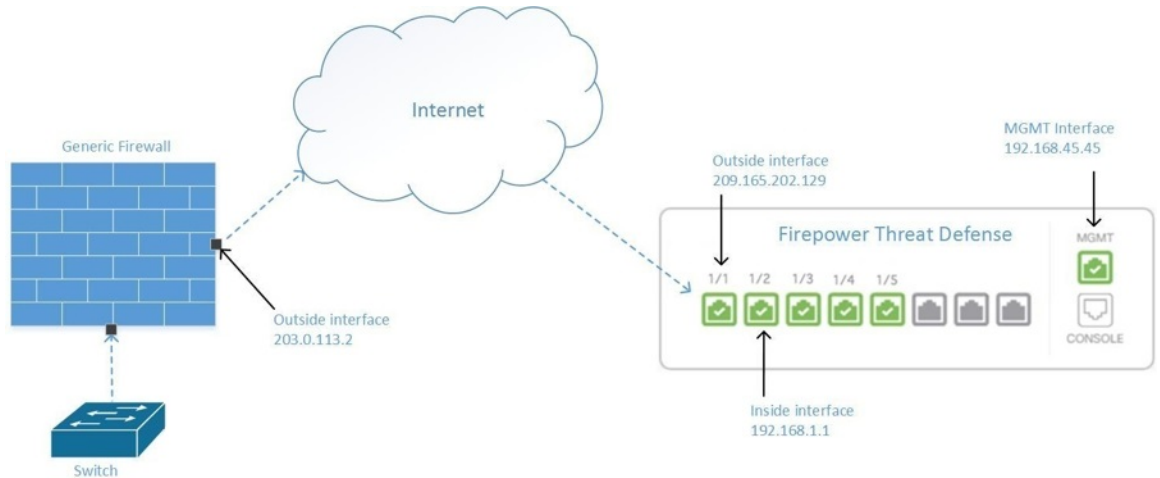 Internet
Generic Firewall
MGMT Interface
192.168.45.45
Outside interface
209.165.202.129
Firepower Threat Defense
MGMT
1/1 1/2 1/3 1/4 1/5
CONSOLE
Outside interface
203.0.113.2
Inside interface
192.168.1.1
Switch